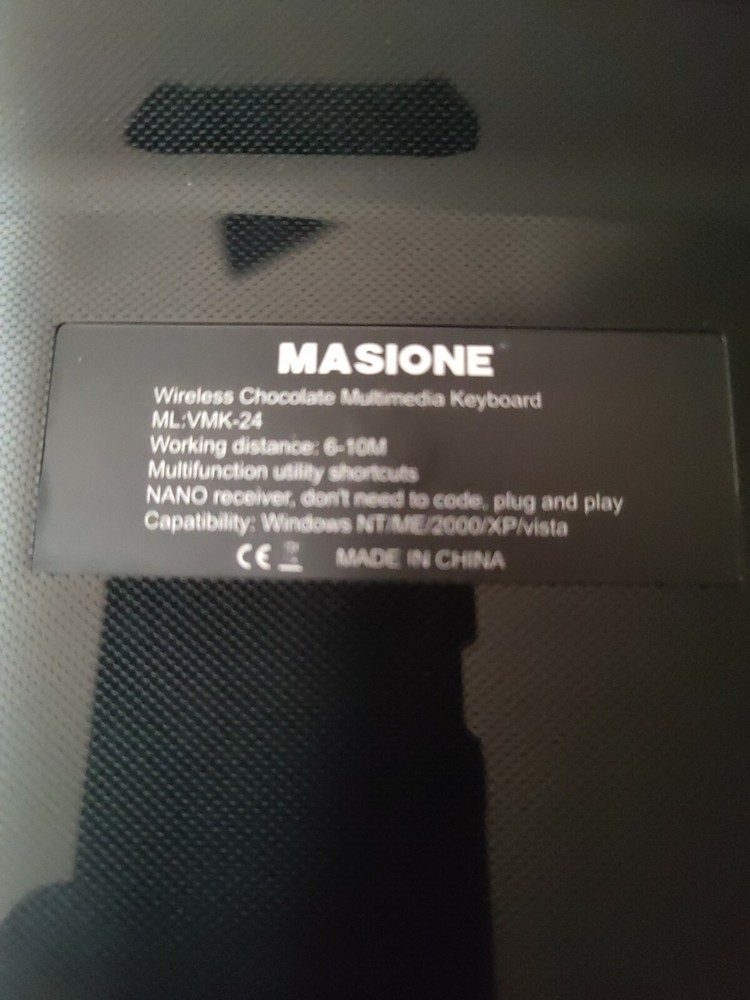 MASIONE
Wireless Chocolate Multimedia Keyboard
ML:VMK-24
Working distance: 6-10M
Multifunction utility shortcuts
NANO receiver, don't need to code, plug and play
Capatibility: Windows NT/ME/2000/XP/vista
CE MADE IN CHINA